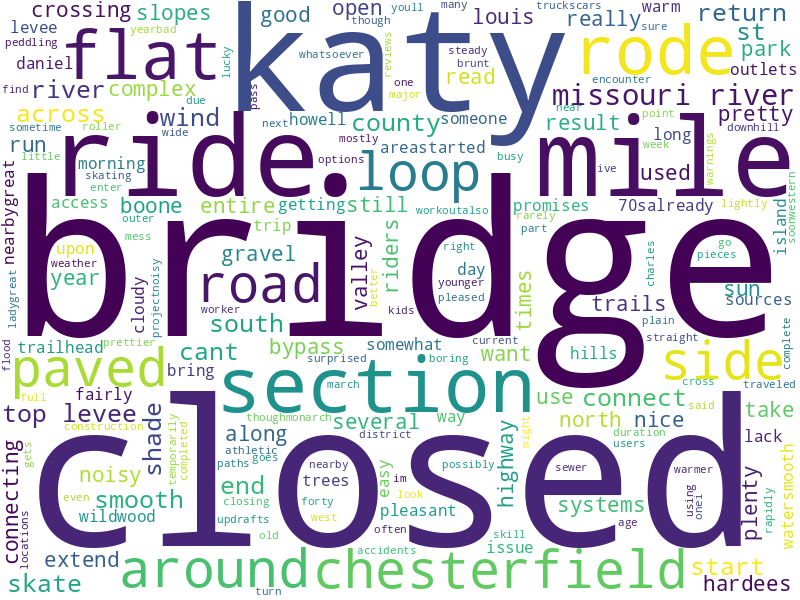 crossing
slopes
good
open
youll
many
truckscars
warm
return
levee
yearbad
though
louis
really
sure
st
peddling
flat
katy
rode
park
daniel
lucky
whatsoever
reviews
steady
brunt
read
outlets
find
river
complex
pass
one
major
encounter
missouri river
near
across
due
wind
next
howell
someone
pretty
sometime
roller
wide
county
result
point
downhill
run
ride
mostly
areastarted
busy
mile
long
week
little
morning
skating
options
loop
live
used
warnings
nearbygreat
access
enter
boone
entire
getting
still
workoutalso
promises
70salready
lightly
soonwestern
outer
trip
rarely
part
island
mess
bridge
riders
go
pieces
upon
gravel
valley
day
right
younger
pleased
charles
ladygreat
weather
year
cloudy
projectnoisy
road
better
times
trails
sun
sources
worker
kids
current
plain
south
flood
trailhead
prettier
cant
bypass
somewhat
want
hills
straight
complete
surprised
boring
paved
bring
march
section
side
cross
traveled
full
fairly
use
connect
said
top levee
shade
thoughmonarch
several
way
north
nice
take
construction
along
district
might
duration
lack
connecting
gets
noisy
temporarily
completed
athletic
paths
goes
nearby
im
easy
highway
users
closed
possibly
sewer
warmer
plenty
locations
even
smooth
end
trees
look
systems
using
one1
rapidly
watersmooth
wildwood
closing
updrafts
forty
pleasant
often
issue
age
extend
old
west
accidents
skill
skate
around
chesterfield
start
turn
hardees